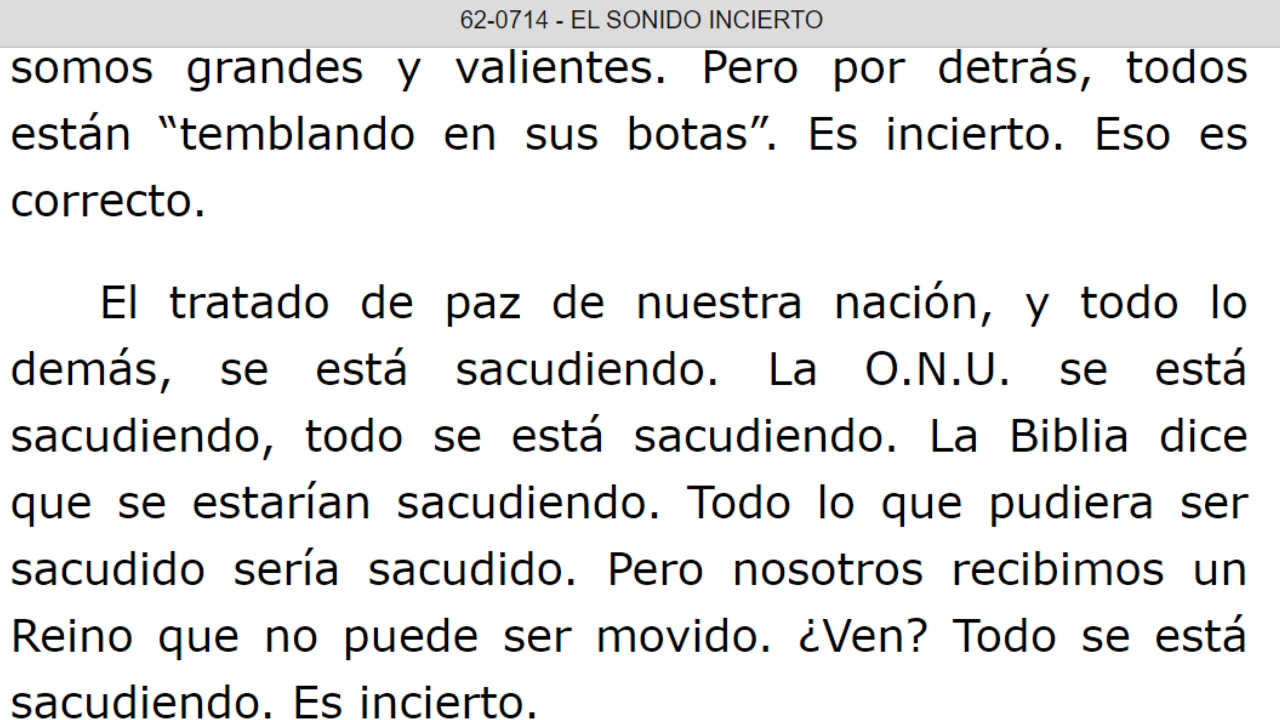 62-0714 - EL SONIDO INCIERTO
somos grandes y valientes. Pero por detrás, todos
están “temblando en sus botas”. Es incierto. Eso es
correcto.
El tratado de paz de nuestra nación, y todo lo
demás, se está sacudiendo. La O.N.U. se está
sacudiendo, todo se está sacudiendo. La Biblia dice
que se estarían sacudiendo. Todo lo que pudiera ser
sacudido sería sacudido. Pero nosotros recibimos un
Reino que no puede ser movido. ¿Ven? Todo se está
sacudiendo. Es incierto.